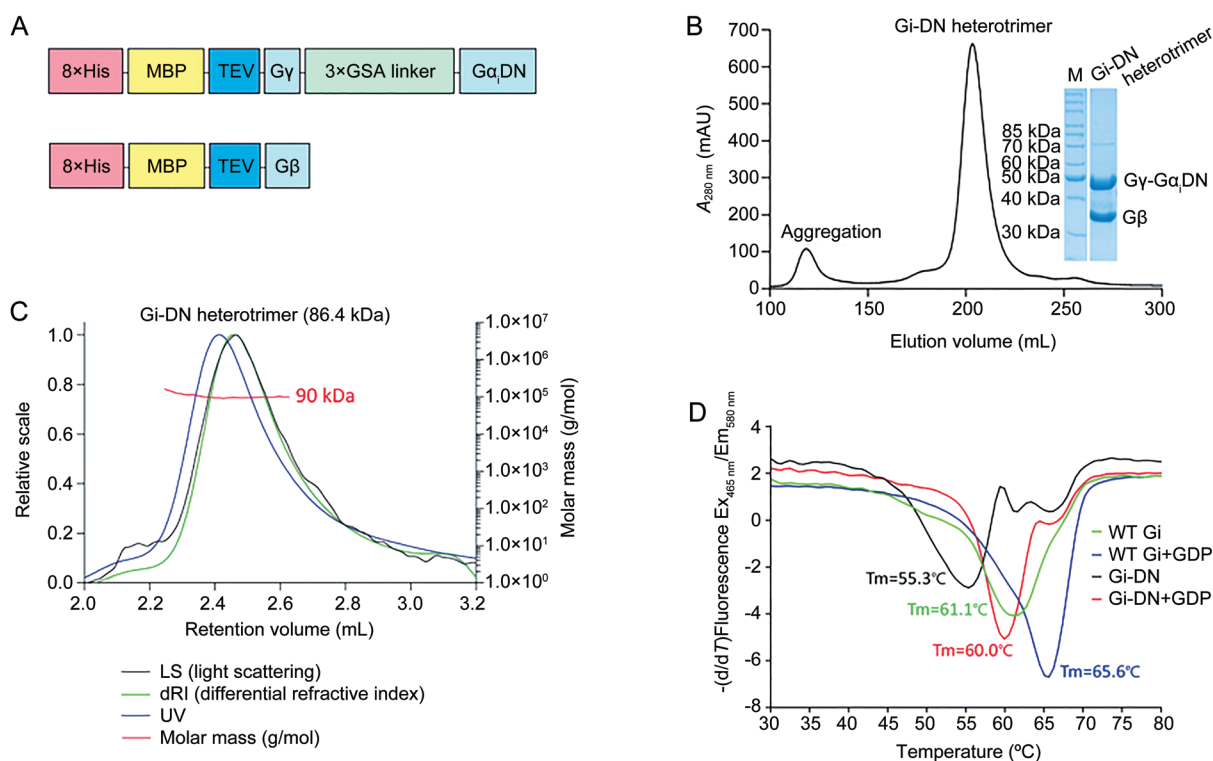 A
8×His MBP TEV Gγ 3×GSA linker GαᵢDN
8×His MBP TEV Gβ
B
Gi-DN heterotrimer
700
600
500
400
300
200
100
0
A280 nm (mAU)
Aggregation
100 150 200 250 300
Elution volume (mL)
M Gi-DN heterotrimer
85 kDa
70 kDa
60 kDa
50 kDa
40 kDa
30 kDa
Gγ-GαᵢDN
Gβ
C
Gi-DN heterotrimer (86.4 kDa)
1.0
0.8
0.6
0.4
0.2
0.0
Relative scale
90 kDa
1.0×10⁷
1.0×10⁶
1.0×10⁵
1.0×10⁴
1.0×10³
1.0×10²
1.0×10¹
1.0×10⁰
Molar mass (g/mol)
2.0 2.2 2.4 2.6 2.8 3.0 3.2
Retention volume (mL)
LS (light scattering)
dRI (differential refractive index)
UV
Molar mass (g/mol)
D
4
2
0
-2
-4
-6
-8
-(d/dT)Fluorescence Ex465 nm/Em580 nm
Tm=55.3℃
Tm=61.1℃
Tm=60.0℃
Tm=65.6℃
WT Gi
WT Gi+GDP
Gi-DN
Gi-DN+GDP
30 35 40 45 50 55 60 65 70 75 80
Temperature (ºC)